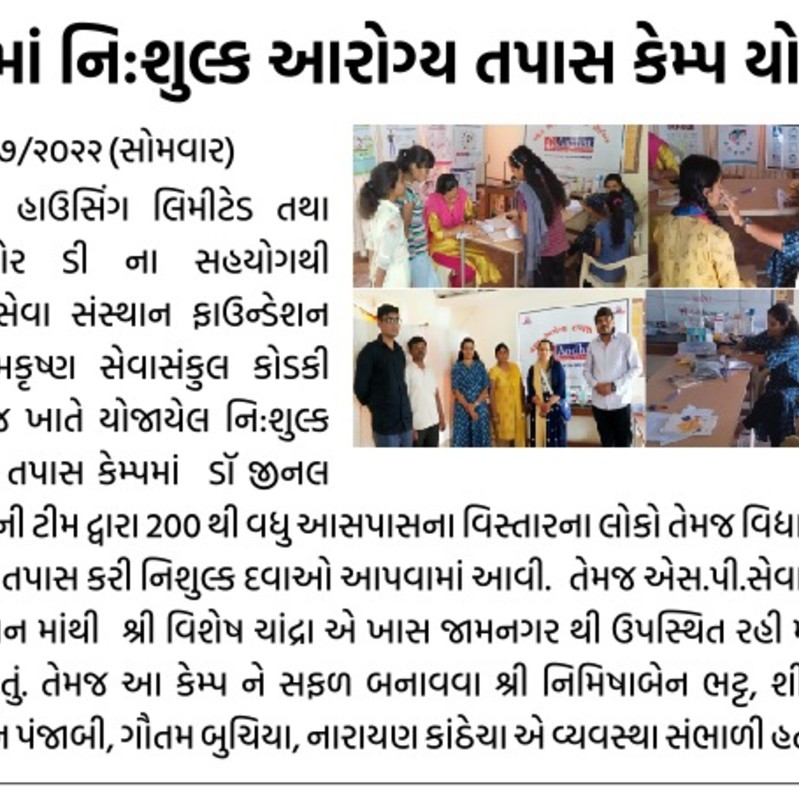 માં નિઃશુલ્ક આરોગ્ય તપાસ કેમ્પ યો
૭/૨૦૨૨ (સોમવાર)
હાઉસિંગ લિમીટેડ તથા
ોર ડી ના સહયોગથી
સેવા સંસ્થાન ફાઉન્ડેશન
મકૃષ્ણ સેવાસંકુલ કોડકી
ખાતે યોજાયેલ નિઃશુલ્ક
તપાસ કેમ્પમાં ડૉ જીનલ
ની ટીમ દ્વારા 200 થી વધુ આસપાસના વિસ્તારના લોકો તેમજ વિદ્યા
તપાસ કરી નિશુલ્ક દવાઓ આપવામાં આવી. તેમજ એસ.પી.સેવા
ન માંથી શ્રી વિશેષ ચાંદ્રા એ ખાસ જામનગર થી ઉપસ્થિત રહી
તું. તેમજ આ કેમ્પ ને સફળ બનાવવા શ્રી નિમિષાબેન ભટ્ટ, શી
ન પંજાબી, ગૌતમ બુચિયા, નારાયણ કાંઠેચા એ વ્યવસ્થા સંભાળી હત